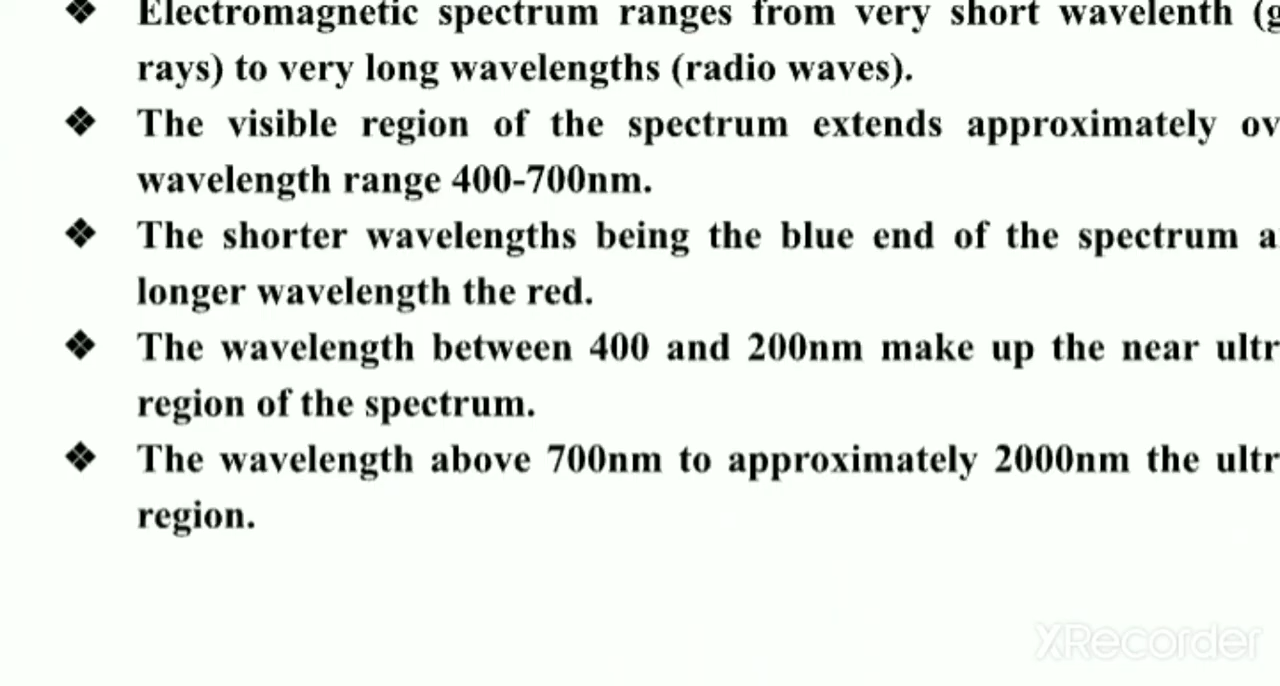 ❖ Electromagnetic spectrum ranges from very short wavelenth (g
rays) to very long wavelengths (radio waves).
❖ The visible region of the spectrum extends approximately ov
wavelength range 400-700nm.
❖ The shorter wavelengths being the blue end of the spectrum a
longer wavelength the red.
❖ The wavelength between 400 and 200nm make up the near ultr
region of the spectrum.
❖ The wavelength above 700nm to approximately 2000nm the ultr
region.
XRecorder